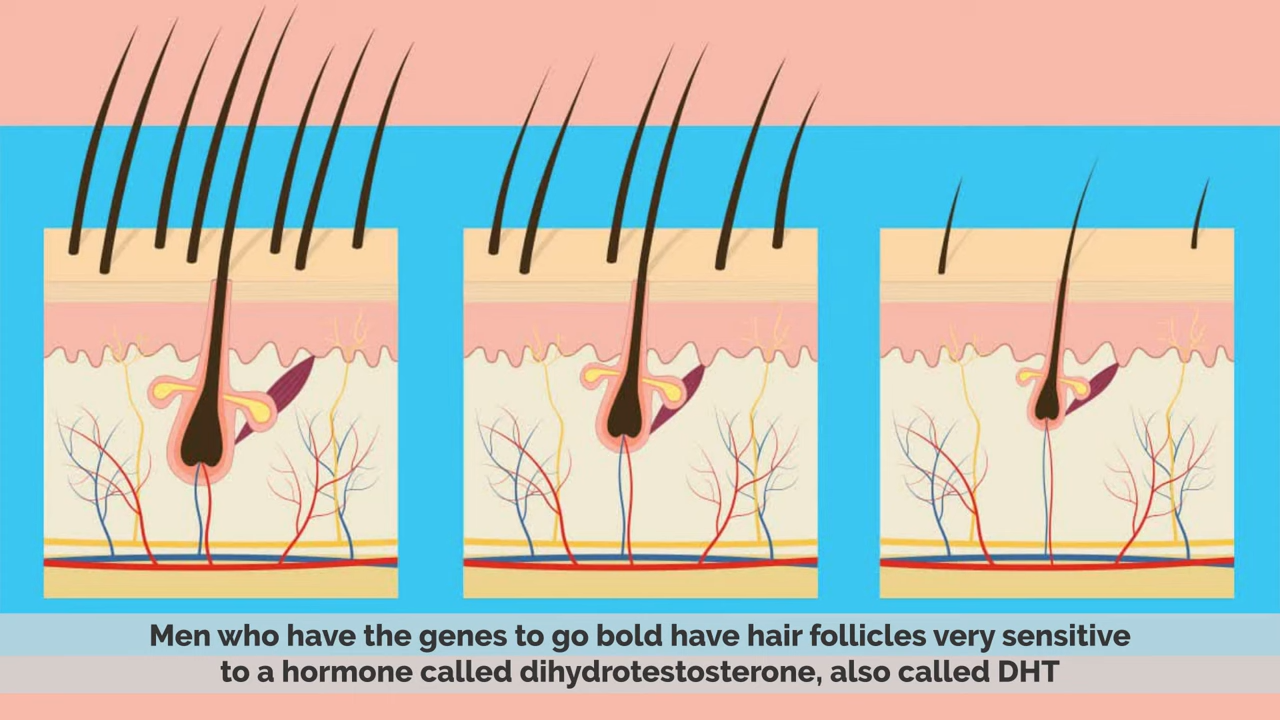 Men who have the genes to go bold have hair follicles very sensitive
to a hormone called dihydrotestosterone, also called DHT